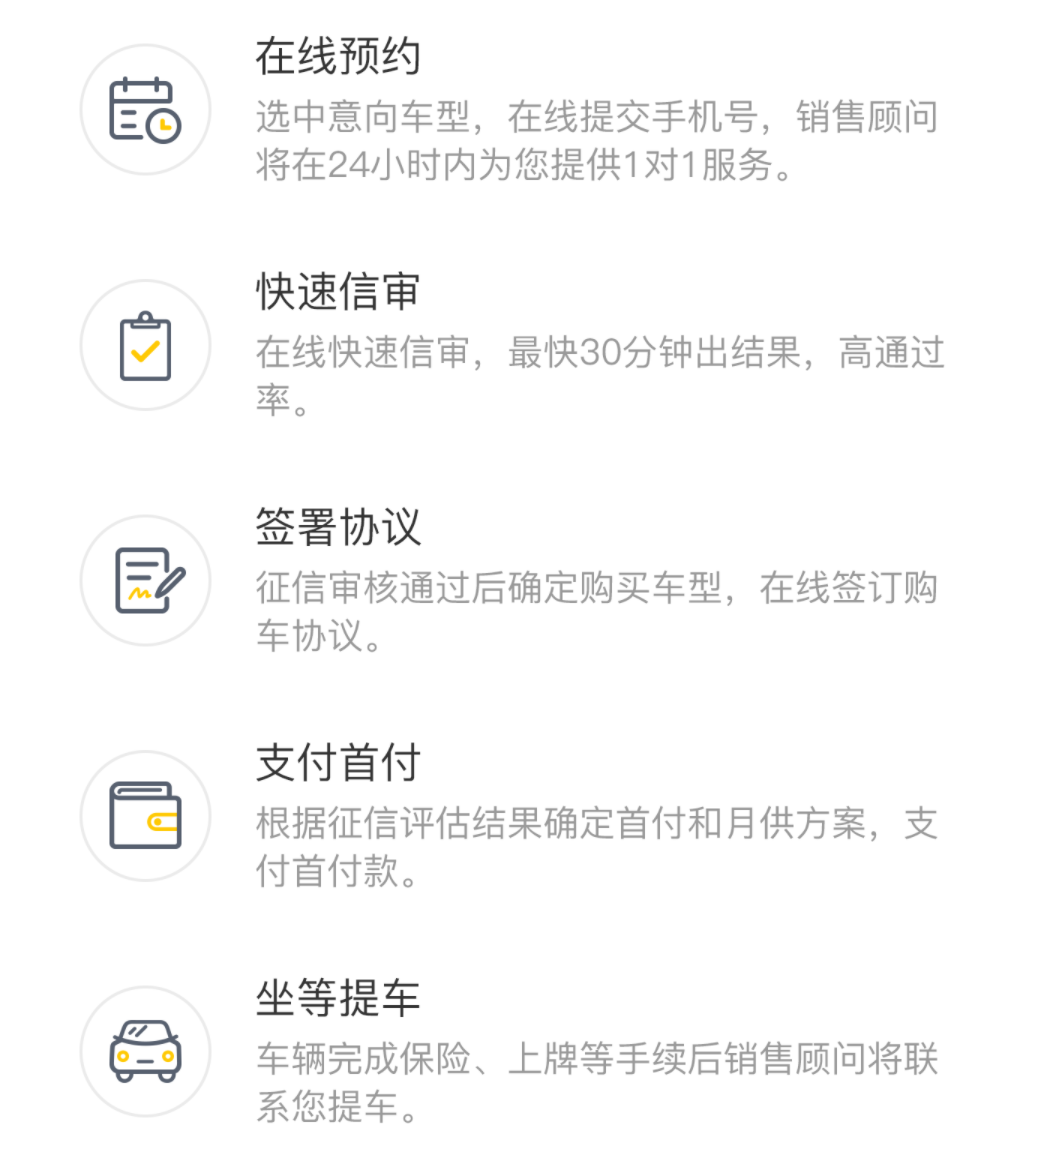 在线预约
选中意向车型，在线提交手机号，销售顾问
将在24小时内为您提供1对1服务。
快速信审
在线快速信审，最快30分钟出结果，高通过
率。
签署协议
征信审核通过后确定购买车型，在线签订购
车协议。
支付首付
根据征信评估结果确定首付和月供方案，支
付首付款。
坐等提车
车辆完成保险、上牌等手续后销售顾问将联
系您提车。